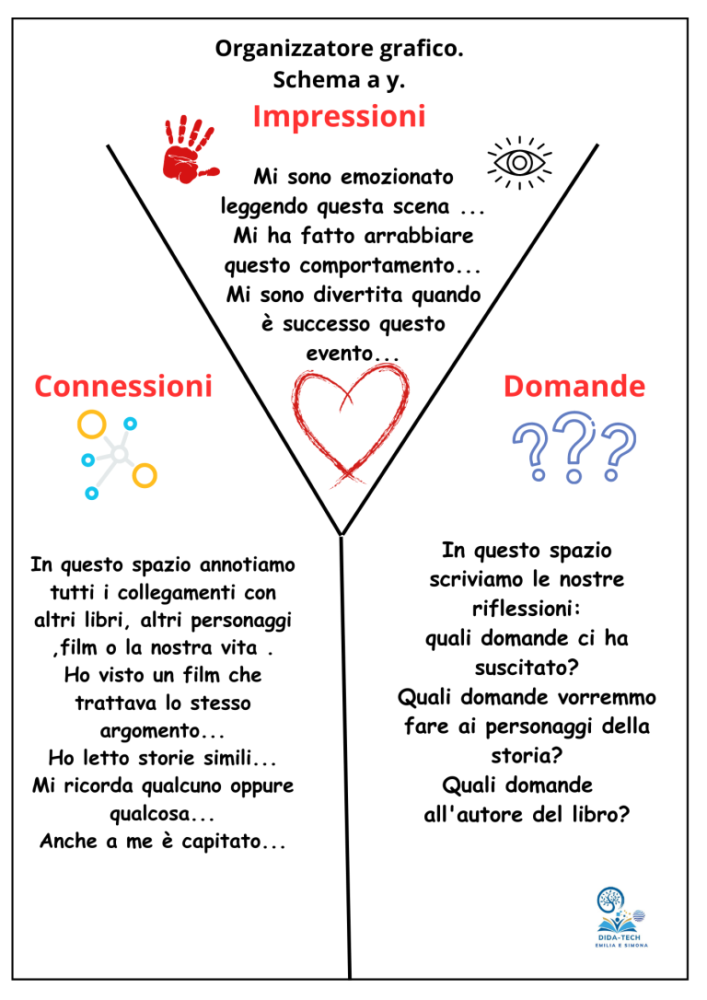 Organizzatore grafico.
Schema a y.
Impressioni
Mi sono emozionato
leggendo questa scena ...
Mi ha fatto arrabbiare
questo comportamento...
Mi sono divertita quando
è successo questo
evento...
Connessioni
In questo spazio annotiamo
tutti i collegamenti con
altri libri, altri personaggi
,film o la nostra vita .
Ho visto un film che
trattava lo stesso
argomento...
Ho letto storie simili...
Mi ricorda qualcuno oppure
qualcosa...
Anche a me è capitato...
Domande
In questo spazio
scriviamo le nostre
riflessioni:
quali domande ci ha
suscitato?
Quali domande vorremmo
fare ai personaggi della
storia?
Quali domande
all'autore del libro?
DIDA-TECH
EMILIA E SIMONA